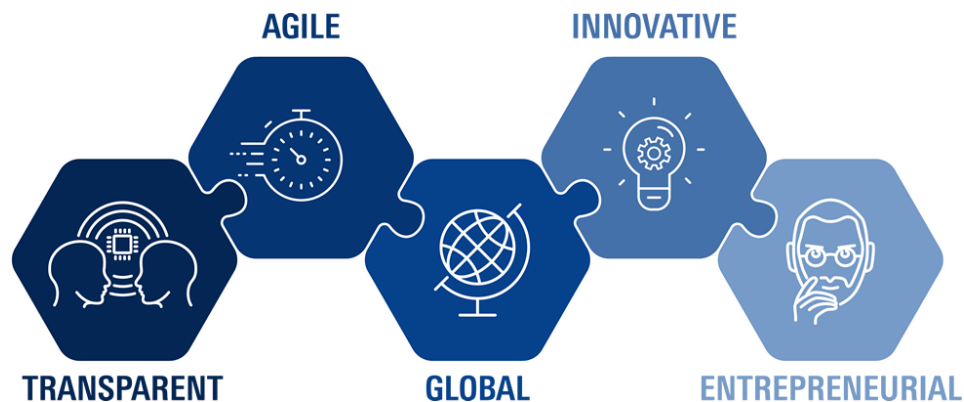 AGILE
INNOVATIVE
TRANSPARENT
GLOBAL
ENTREPRENEURIAL